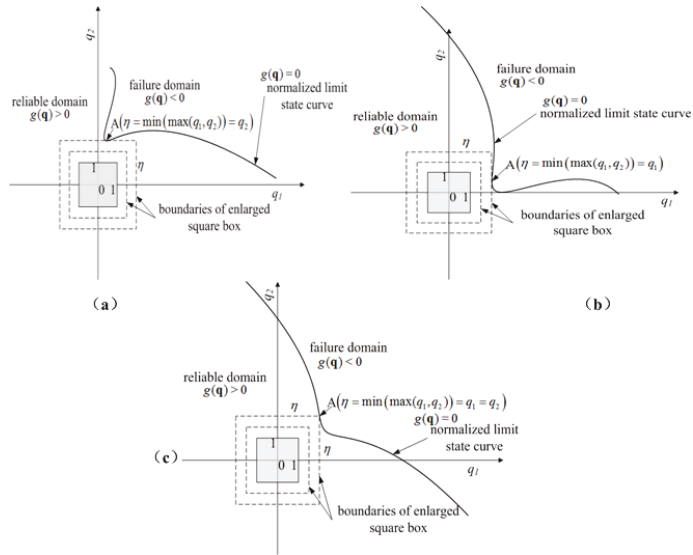 q₂
failure domain
g(q)<0
g(q)=0
normalized limit
state curve
reliable domain
g(q)>0
A(η=min(max(q₁,q₂))=q₂)
η
1
0 1
q₁
boundaries of enlarged
square box
(a)
q₂
failure domain
g(q)<0
g(q)=0
normalized limit state curve
reliable domain
g(q)>0
η
A(η=min(max(q₁,q₂))=q₁)
1
0 1
q₁
boundaries of enlarged
square box
(b)
q₂
failure domain
g(q)<0
reliable domain
g(q)>0
η
A(η=min(max(q₁,q₂))=q₁=q₂)
g(q)=0
normalized limit
state curve
1
η
0 1
q₁
(c)
boundaries of enlarged
square box